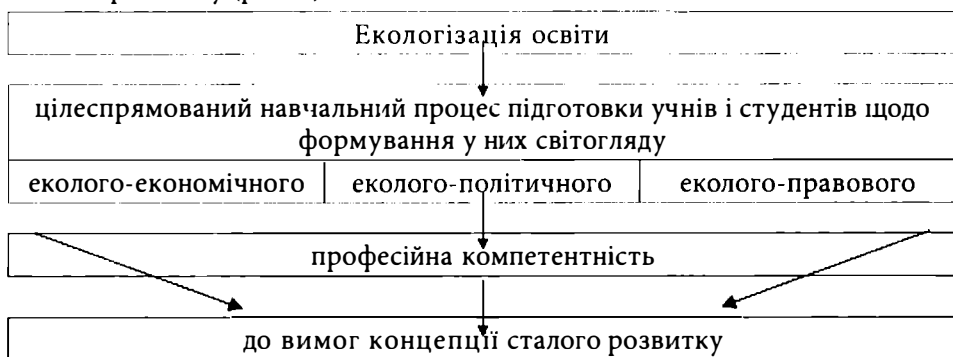 Екологізація освіти
цілеспрямований навчальний процес підготовки учнів і студентів щодо
формування у них світогляду
еколого-економічного еколого-політичного еколого-правового
професійна компетентність
до вимог концепції сталого розвитку